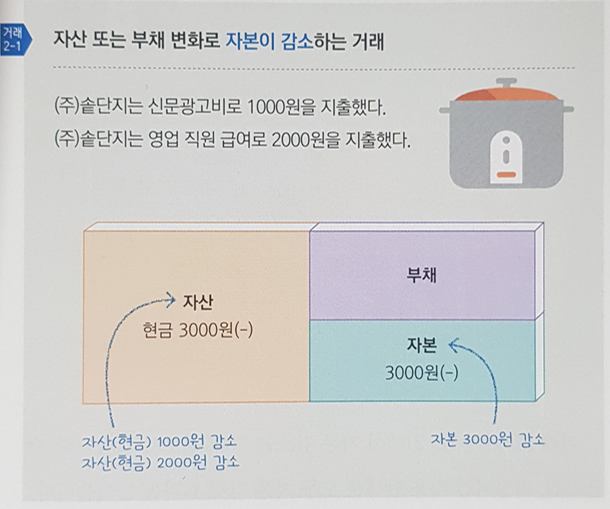 거래
2-1
자산 또는 부채 변화로 자본이 감소하는 거래
(주)솥단지는 신문광고비로 1000원을 지출했다.
(주)솥단지는 영업 직원 급여로 2000원을 지출했다.
자산
현금 3000원(-)
부채
자본
3000원(-)
자산(현금) 1000원 감소
자산(현금) 2000원 감소
자본 3000원 감소